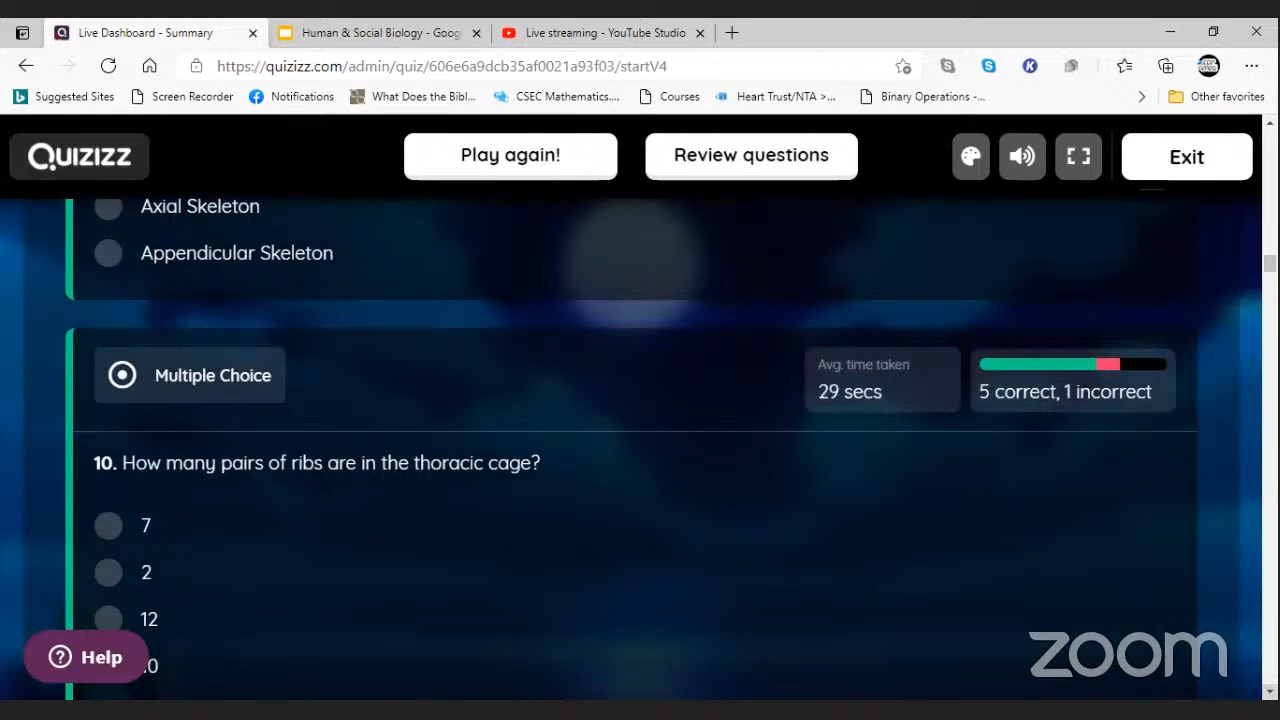 Live Dashboard - Summary
Human & Social Biology - Goog
Live streaming - YouTube Studio
https://quizizz.com/admin/quiz/606e6a9dcb35af0021a93f03/startV4
Suggested Sites
Screen Recorder
Notifications
What Does the Bibl...
CSEC Mathematics....
Courses
Heart Trust/NTA >...
Binary Operations -...
Other favorites
QUIZIZZ
Play again!
Review questions
Exit
Axial Skeleton
Appendicular Skeleton
Multiple Choice
Avg. time taken
29 secs
5 correct, 1 incorrect
10. How many pairs of ribs are in the thoracic cage?
7
2
12
Help
zoom